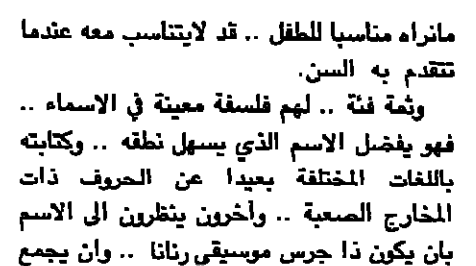 مانراه مناسبا للطفل .. قد لايتناسب معه عندما
تتقدم به السن.
وثمة فئة .. لهم فلسفة معينة في الاسماء ..
فهو يفضل الاسم الذي يسهل نطقه .. وكتابته
باللغات المختلفة بعيدا عن الحروف ذات
المخارج الصعبة .. وآخرون ينظرون الى الاسم
بان يكون ذا جرس موسيقى رنانا .. وان يجمع